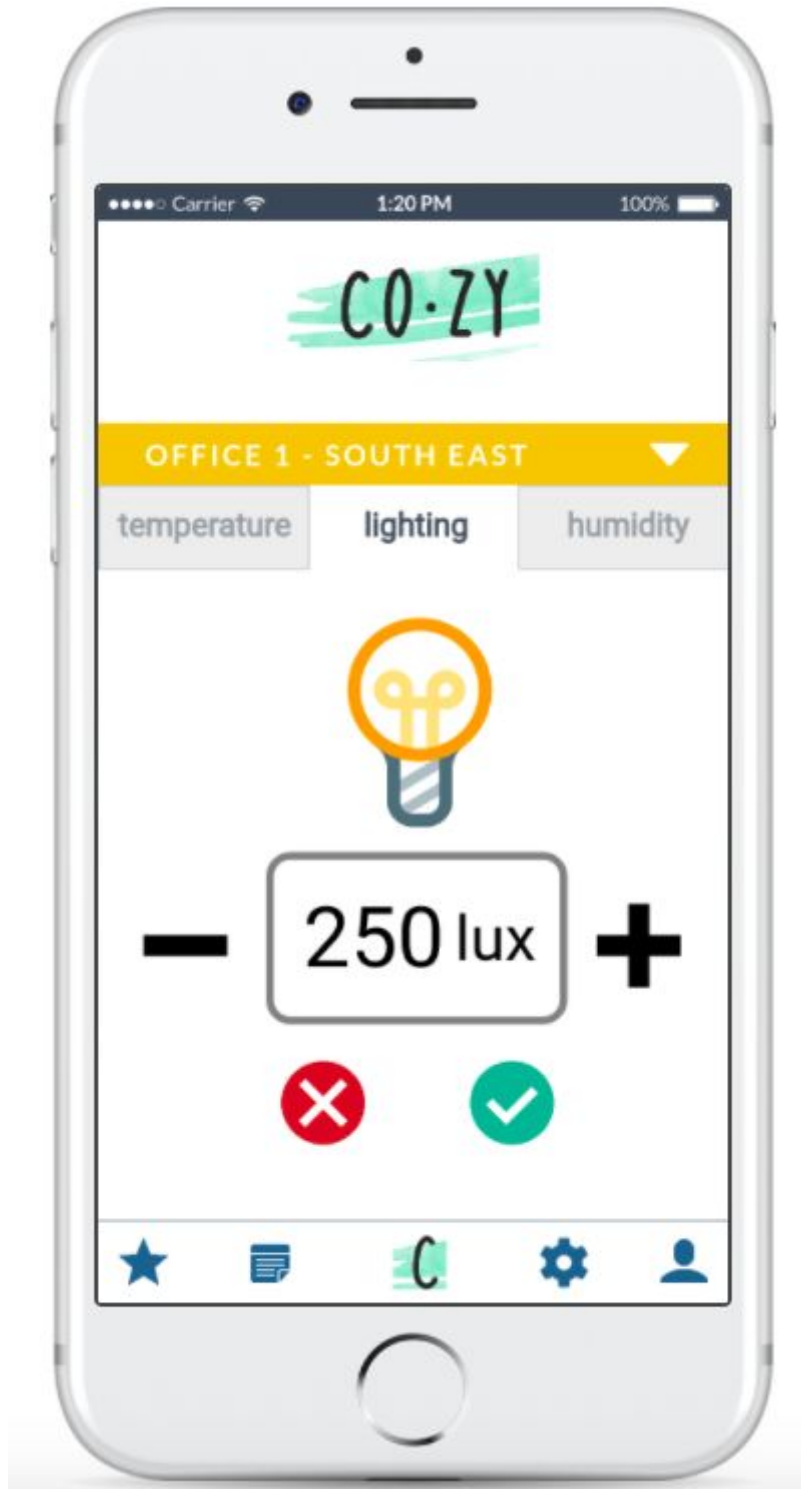 Carrier 1:20 PM 100%
CO·ZY
OFFICE 1 - SOUTH EAST
temperature lighting humidity
250 lux
C